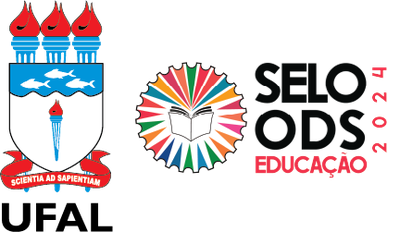 SCIENTIA AD SAPIENTIAM
UFAL
SELO
ODS
EDUCAÇÃO
2024